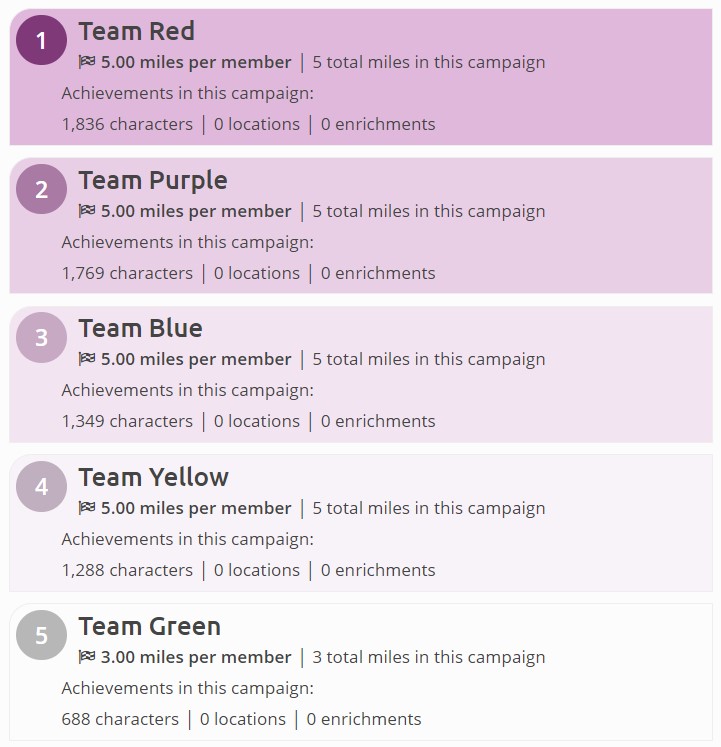 1
Team Red
5.00 miles per member | 5 total miles in this campaign
Achievements in this campaign:
1,836 characters | 0 locations | 0 enrichments
2
Team Purple
5.00 miles per member | 5 total miles in this campaign
Achievements in this campaign:
1,769 characters | 0 locations | 0 enrichments
3
Team Blue
5.00 miles per member | 5 total miles in this campaign
Achievements in this campaign:
1,349 characters | 0 locations | 0 enrichments
4
Team Yellow
5.00 miles per member | 5 total miles in this campaign
Achievements in this campaign:
1,288 characters | 0 locations | 0 enrichments
5
Team Green
3.00 miles per member | 3 total miles in this campaign
Achievements in this campaign:
688 characters | 0 locations | 0 enrichments